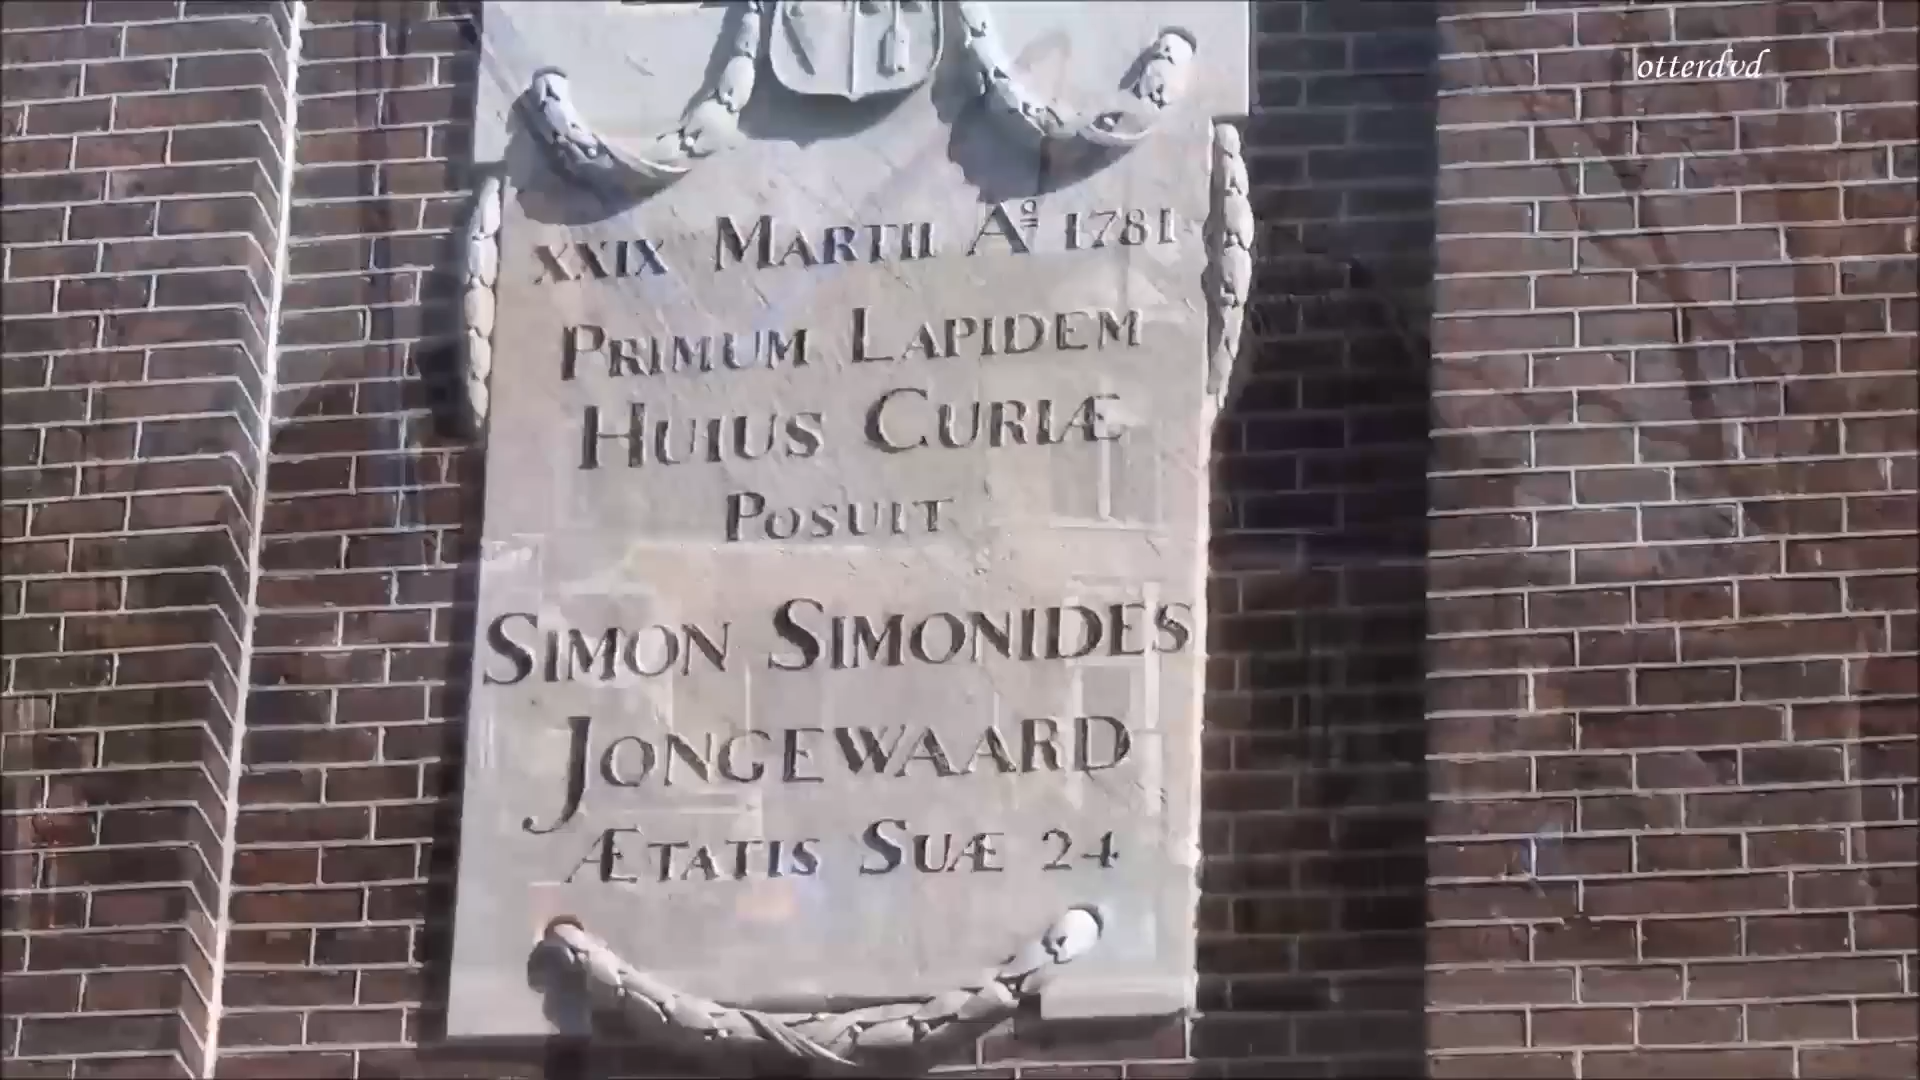 otterdvd
XXIX MARTII Aº 1781
PRIMUM LAPIDEM
HUIUS CURIÆ
POSUIT
SIMON SIMONIDES
JONGEWAARD
ÆTATIS SUÆ 24